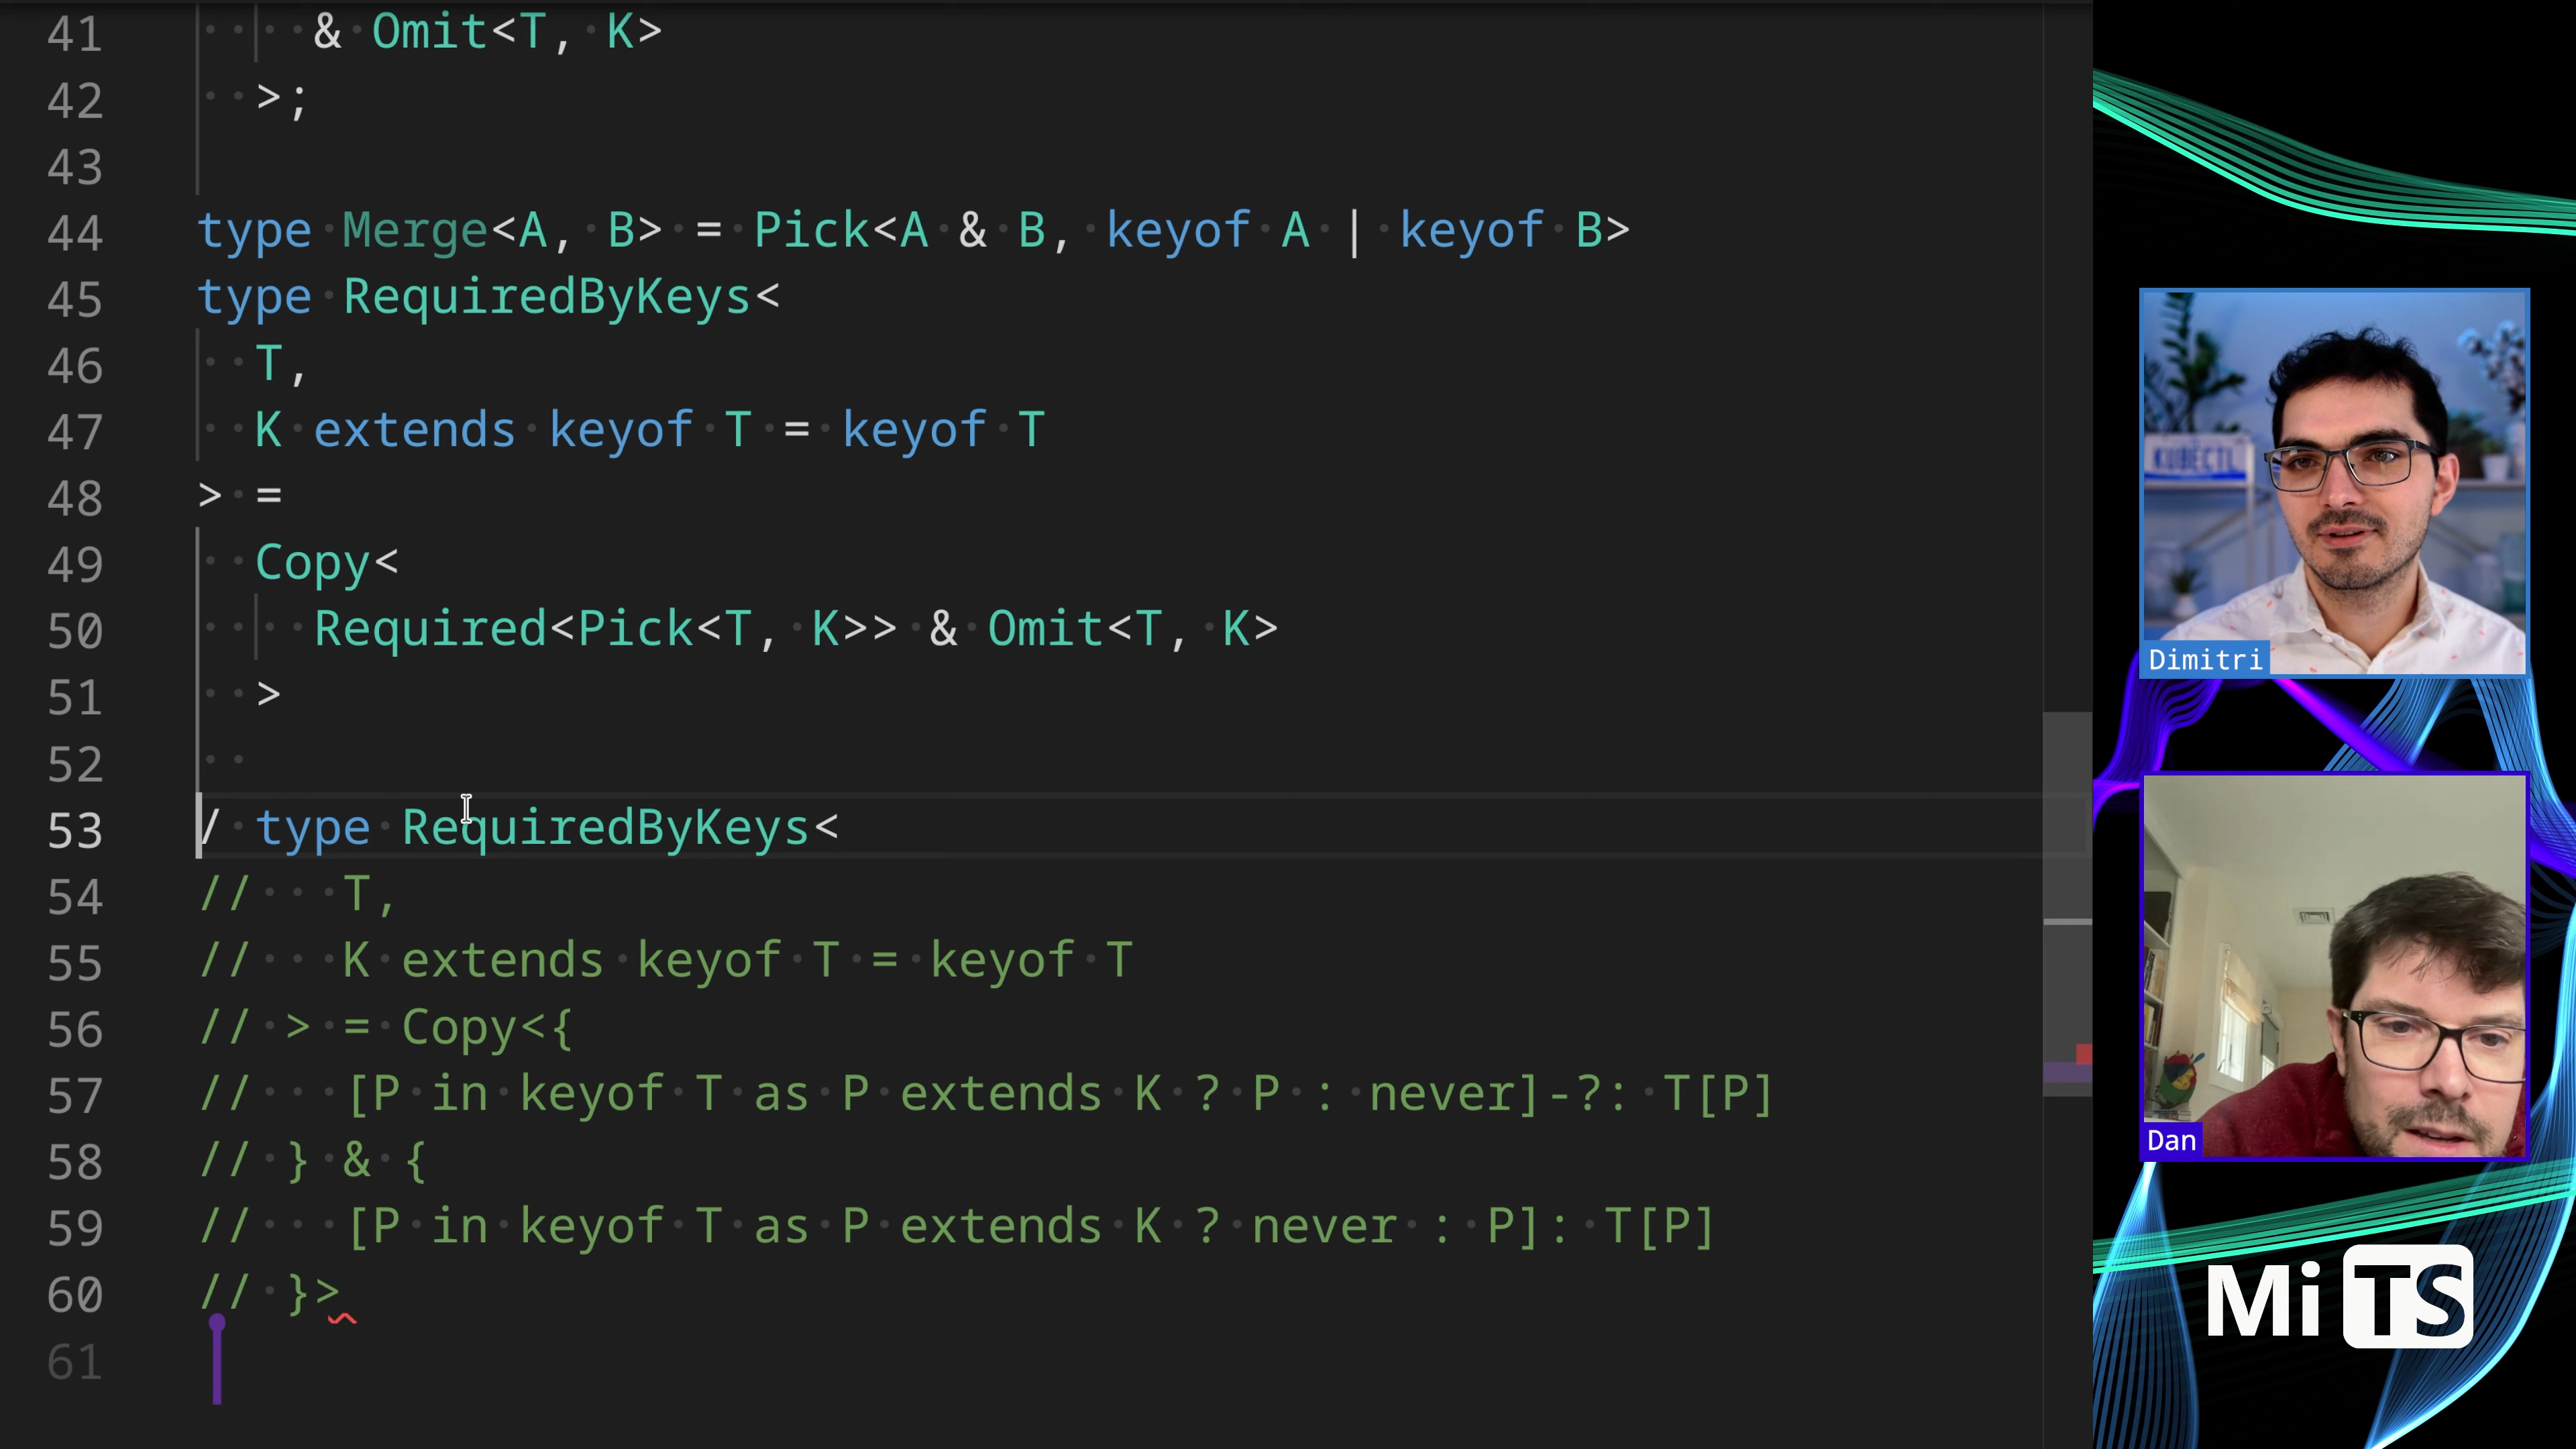 41 & Omit<T, K>
42 >;
43
44 type Merge<A, B> = Pick<A & B, keyof A | keyof B>
45 type RequiredByKeys<
46 T,
47 K extends keyof T = keyof T
48 > =
49 Copy<
50 Required<Pick<T, K>> & Omit<T, K>
51 >
52
53 / type RequiredByKeys<
54 // T,
55 // K extends keyof T = keyof T
56 // > = Copy<{
57 // [P in keyof T as P extends K ? P : never]-?: T[P]
58 // } & {
59 // [P in keyof T as P extends K ? never : P]: T[P]
60 // }>
61
KUBECTL
Dimitri
Dan
MiTS